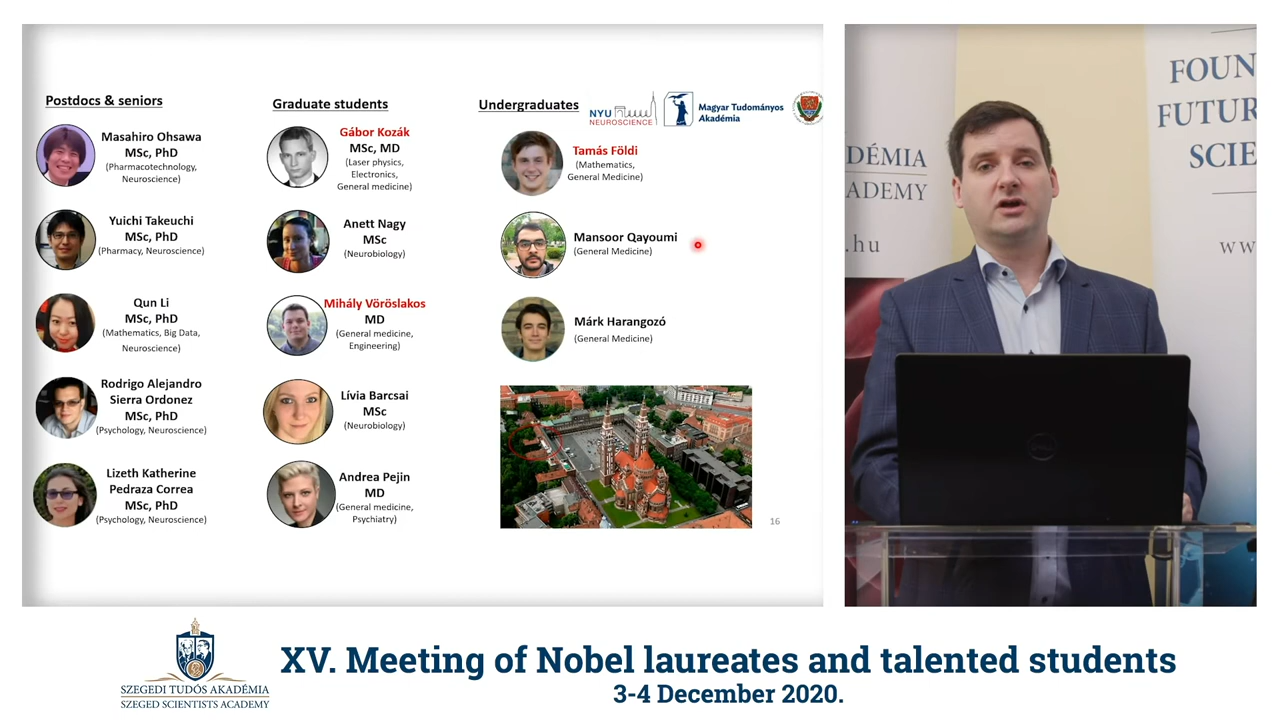 Postdocs & seniors
Masahiro Ohsawa
MSc, PhD
(Pharmacotechnology,
Neuroscience)
Yuichi Takeuchi
MSc, PhD
(Pharmacy, Neuroscience)
Qun Li
MSc, PhD
(Mathematics, Big Data,
Neuroscience)
Rodrigo Alejandro
Sierra Ordonez
MSc, PhD
(Psychology, Neuroscience)
Lizeth Katherine
Pedraza Correa
MSc, PhD
(Psychology, Neuroscience)
Graduate students
Gábor Kozák
MSc, MD
(Laser physics,
Electronics,
General medicine)
Anett Nagy
MSc
(Neurobiology)
Mihály Vöröslakos
MD
(General medicine,
Engineering)
Lívia Barcsai
MSc
(Neurobiology)
Andrea Pejin
MD
(General medicine,
Psychiatry)
Undergraduates
NYU
NEUROSCIENCE
Magyar Tudományos
Akadémia
Tamás Földi
(Mathematics,
General Medicine)
Mansoor Qayoumi
(General Medicine)
Márk Harangozó
(General Medicine)
16
DÉMIA
ADEMY
.hu
FOUN
FUTUR
SCIE
ww
DELL
SZEGEDI TUDÓS AKADÉMIA
SZEGED SCIENTISTS ACADEMY
XV. Meeting of Nobel laureates and talented students
3-4 December 2020.